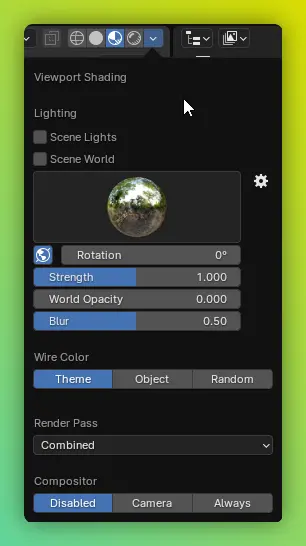 Viewport Shading
Lighting
Scene Lights
Scene World
Rotation 0°
Strength 1.000
World Opacity 0.000
Blur 0.50
Wire Color
Theme Object Random
Render Pass
Combined
Compositor
Disabled Camera Always